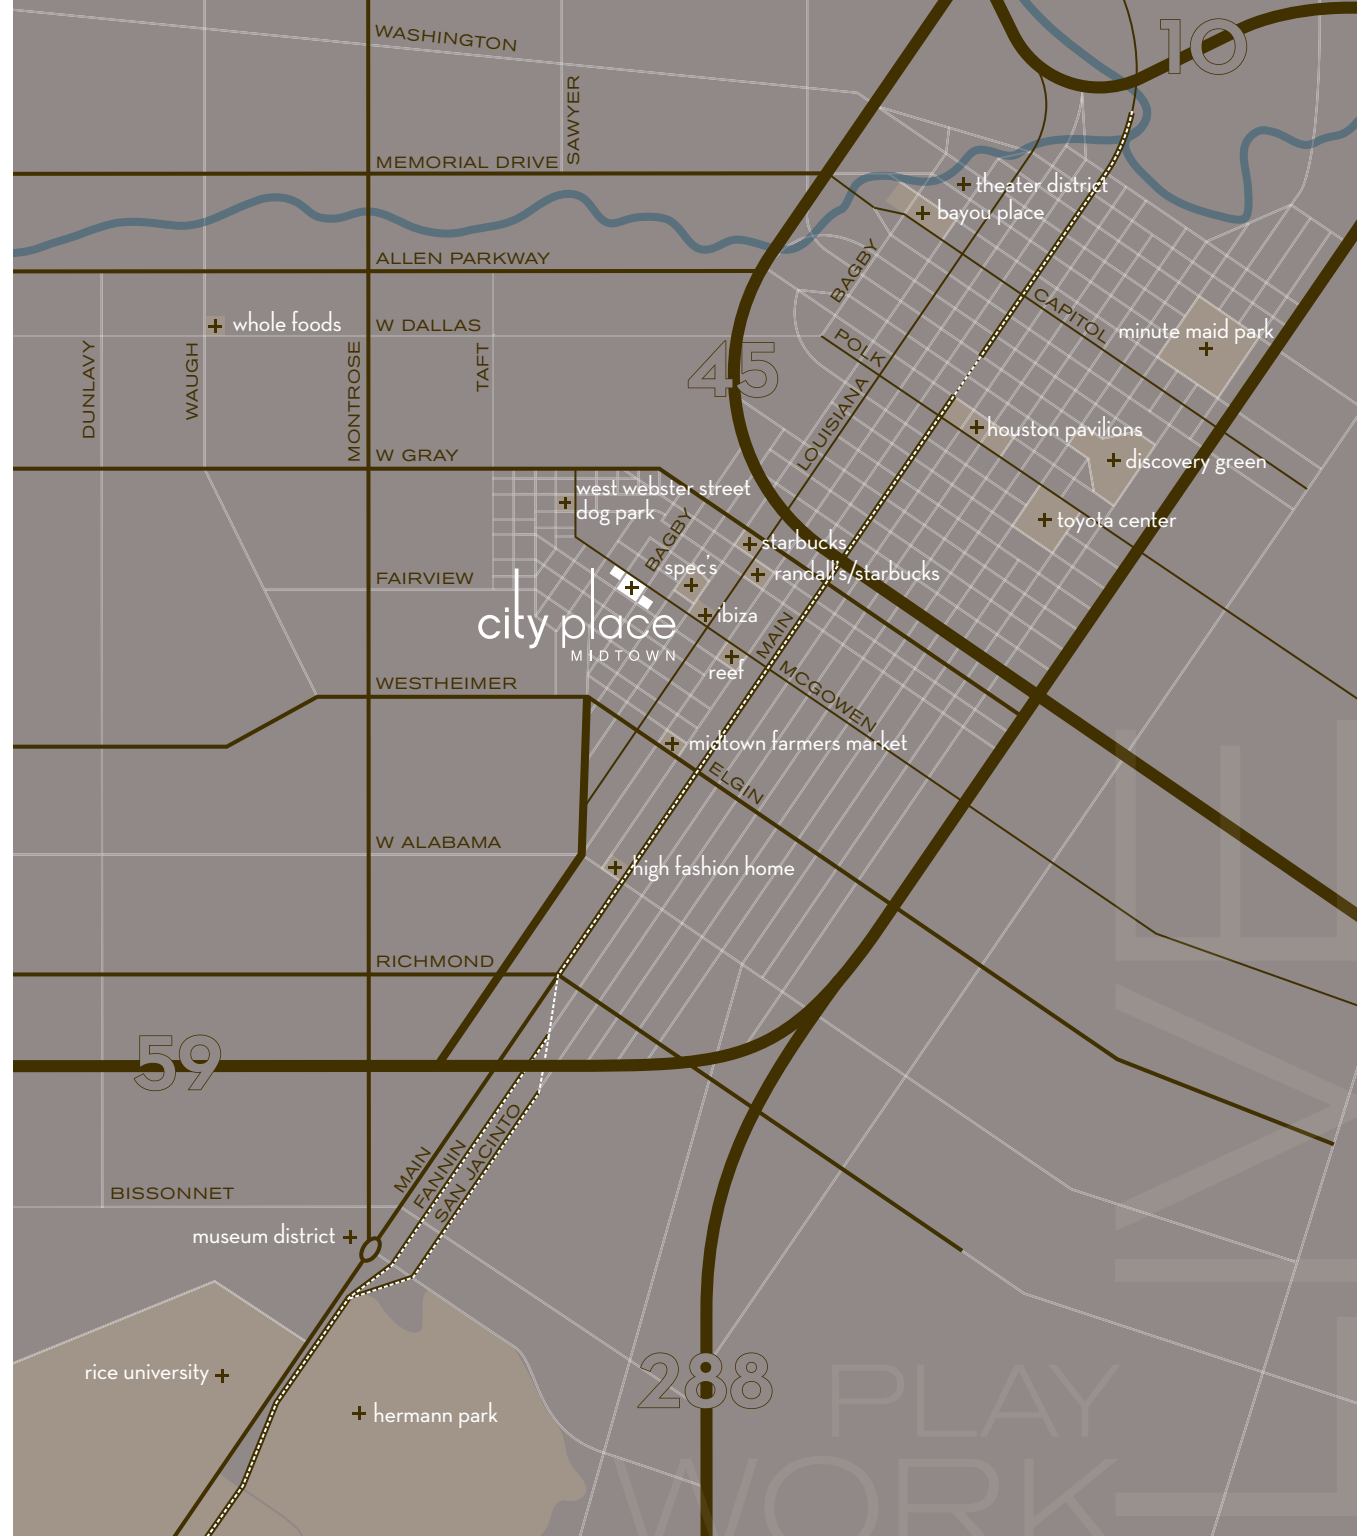 WASHINGTON
10
SAWYER
MEMORIAL DRIVE
theater district
bayou place
ALLEN PARKWAY
BAGBY
CAPITOL
whole foods
W DALLAS
minute maid park
POLK
DUNLAVY
WAUGH
MONTROSE
TAFT
45
LOUISIANA
houston pavilions
W GRAY
discovery green
west webster street
dog park
toyota center
BAGBY
starbucks
spec's
randall's/starbucks
FAIRVIEW
ibiza
city place
MIDTOWN
MAIN
reef
WESTHEIMER
MCGOWEN
midtown farmers market
ELGIN
W ALABAMA
high fashion home
RICHMOND
59
MAIN
FANNIN
SAN JACINTO
BISSONNET
museum district
rice university
288
hermann park
LIVE
PLAY
WORK